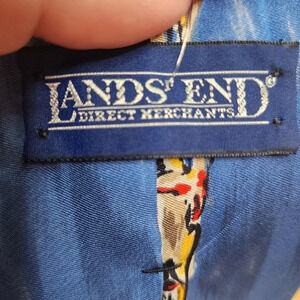 LANDS' END
DIRECT MERCHANTS